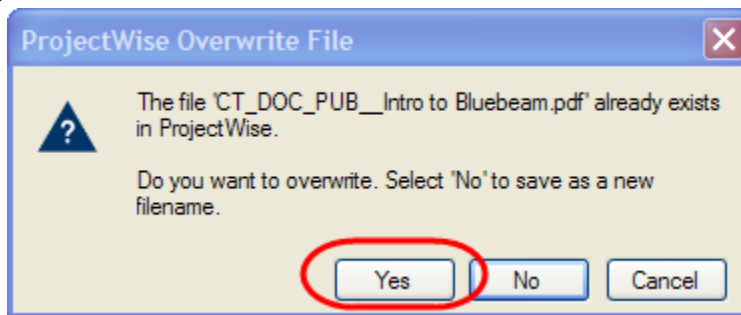 ProjectWise Overwrite File
The file 'CT_DOC_PUB__Intro to Bluebeam.pdf' already exists
in ProjectWise.
Do you want to overwrite. Select 'No' to save as a new
filename.
Yes No Cancel